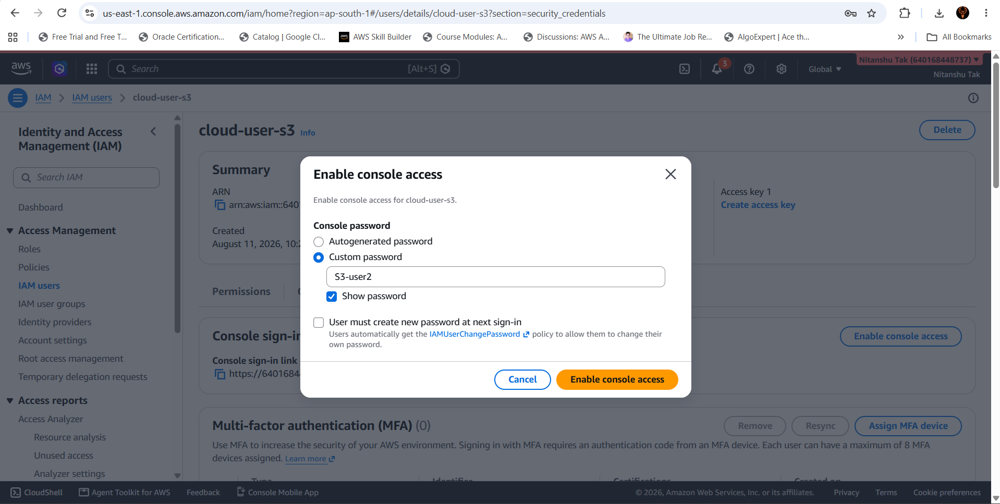 us-east-1.console.aws.amazon.com/iam/home?region=ap-south-1#/users/details/cloud-user-s3?section=security_credentials
Free Trial and Free T...
Oracle Certification...
Catalog | Google Cl...
aws
AWS Skill Builder
Course Modules: A...
Discussions: AWS A...
The Ultimate Job Re...
AlgoExpert | Ace th...
»
All Bookmarks
aws
Search
[Alt+S]
3
Global ▼
Nitanshu Tak (640168448737) ▼
Nitanshu Tak
IAM
IAM users
cloud-user-s3
Identity and Access
Management (IAM)
Search IAM
Dashboard
Access Management
Roles
Policies
IAM users
IAM user groups
Identity providers
Account settings
Root access management
Temporary delegation requests
Access reports
Access Analyzer
Resource analysis
Unused access
Analyzer settings
cloud-user-s3 Info
Delete
Summary
ARN
arn:aws:iam::640
Created
August 11, 2026, 10:2
Access key 1
Create access key
Permissions
Console sign-in
Enable console access
Console sign-in link
https://6401684
Enable console access
Enable console access for cloud-user-s3.
Console password
Autogenerated password
Custom password
S3-user2
Show password
User must create new password at next sign-in
Users automatically get the IAMUserChangePassword policy to allow them to change their
own password.
Cancel
Enable console access
Multi-factor authentication (MFA) (0)
Remove
Resync
Assign MFA device
Use MFA to increase the security of your AWS environment. Signing in with MFA requires an authentication code from an MFA device. Each user can have a maximum of 8 MFA
devices assigned. Learn more
Type
Identifier
Certifications
Created on
CloudShell
Agent Toolkit for AWS
Feedback
Console Mobile App
© 2026, Amazon Web Services, Inc. or its affiliates.
Privacy
Terms
Cookie preferences